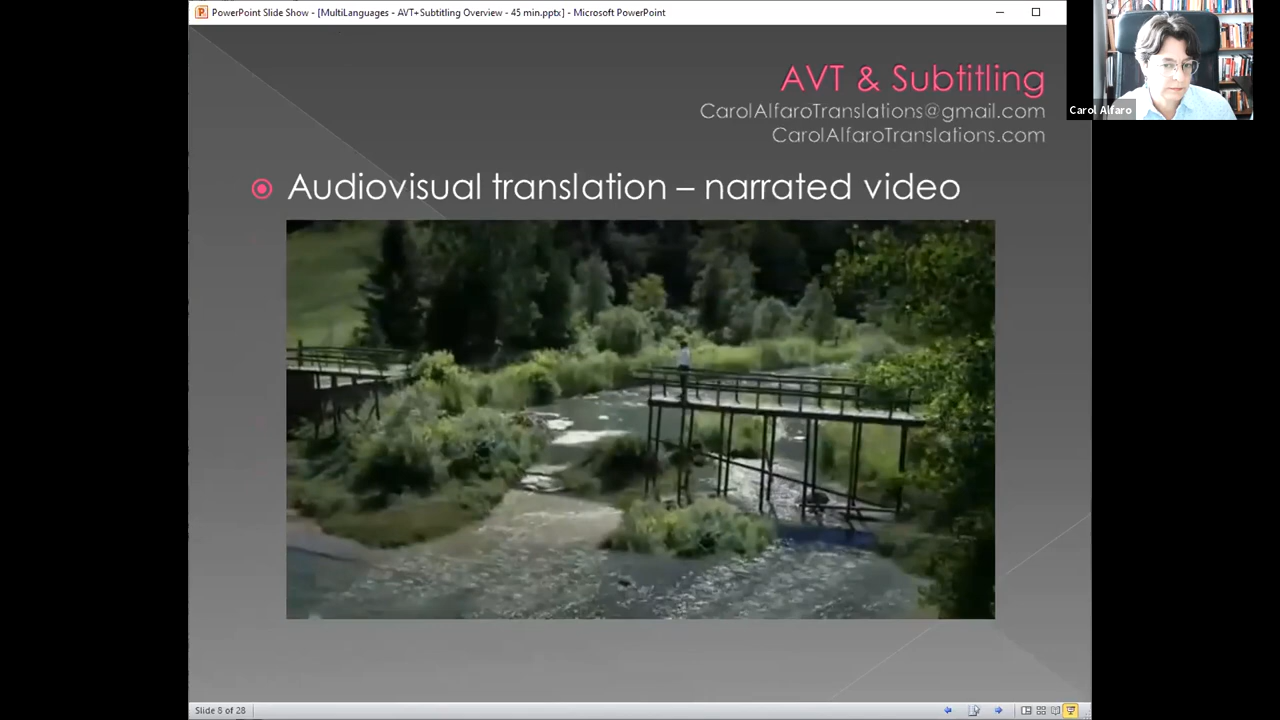 PowerPoint Slide Show - [MultiLanguages - AVT+Subtitling Overview - 45 min.pptx] - Microsoft PowerPoint
AVT & Subtitling
CarolAlfaroTranslations@gmail.com
CarolAlfaroTranslations.com
Carol Alfaro
Audiovisual translation – narrated video
Slide 8 of 28